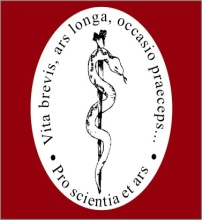 Vita brevis, ars longa, occasio praeceps...
• Pro scientia et ars •